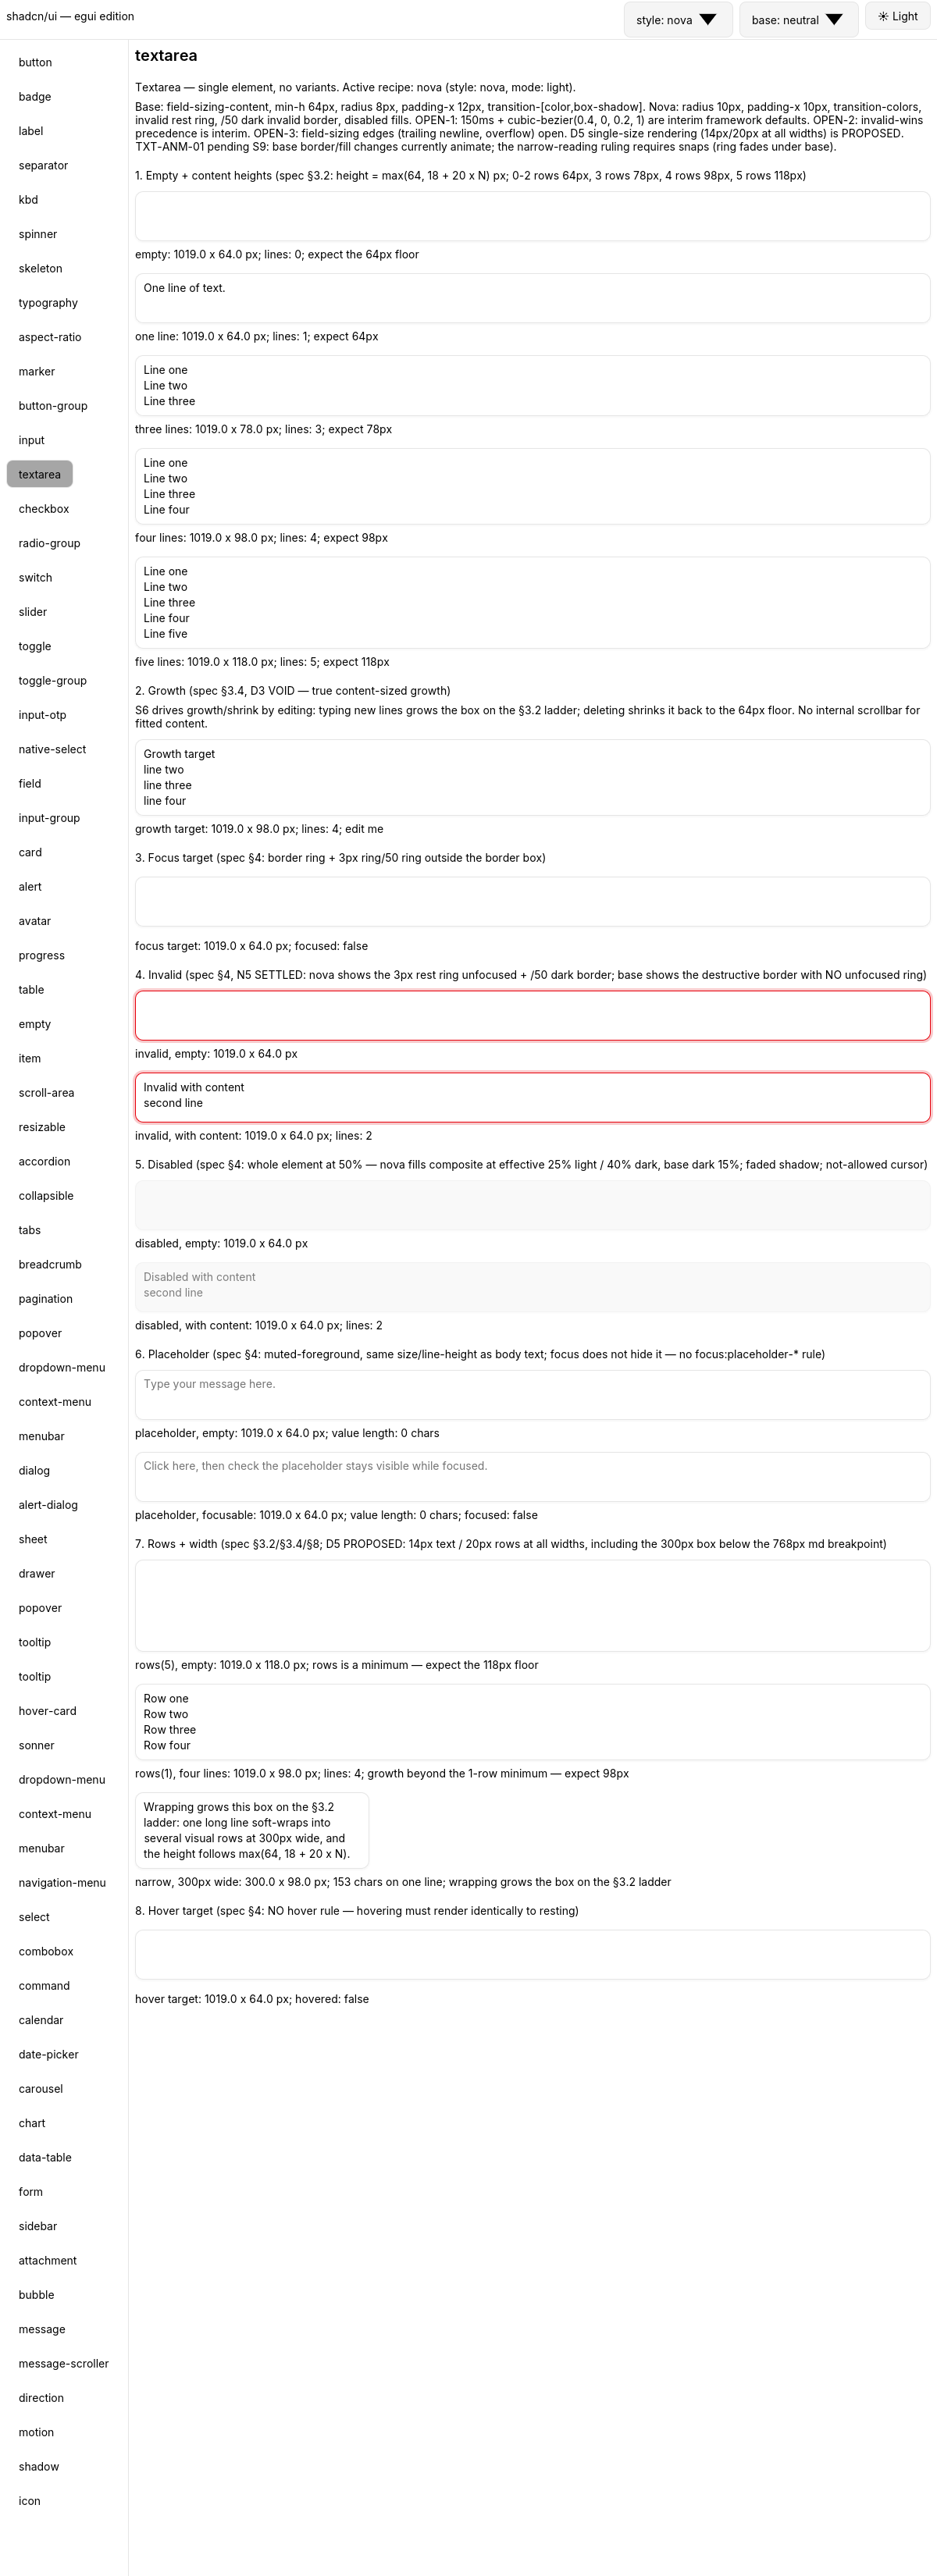 shadcn/ui — egui edition
style: nova
base: neutral
☀ Light
button
badge
label
separator
kbd
spinner
skeleton
typography
aspect-ratio
marker
button-group
input
textarea
checkbox
radio-group
switch
slider
toggle
toggle-group
input-otp
native-select
field
input-group
card
alert
avatar
progress
table
empty
item
scroll-area
resizable
accordion
collapsible
tabs
breadcrumb
pagination
popover
dropdown-menu
context-menu
menubar
dialog
alert-dialog
sheet
drawer
popover
tooltip
tooltip
hover-card
sonner
dropdown-menu
context-menu
menubar
navigation-menu
select
combobox
command
calendar
date-picker
carousel
chart
data-table
form
sidebar
attachment
bubble
message
message-scroller
direction
motion
shadow
icon
textarea
Textarea — single element, no variants. Active recipe: nova (style: nova, mode: light).
Base: field-sizing-content, min-h 64px, radius 8px, padding-x 12px, transition-[color,box-shadow]. Nova: radius 10px, padding-x 10px, transition-colors,
invalid rest ring, /50 dark invalid border, disabled fills. OPEN-1: 150ms + cubic-bezier(0.4, 0, 0.2, 1) are interim framework defaults. OPEN-2: invalid-wins
precedence is interim. OPEN-3: field-sizing edges (trailing newline, overflow) open. D5 single-size rendering (14px/20px at all widths) is PROPOSED.
TXT-ANM-01 pending S9: base border/fill changes currently animate; the narrow-reading ruling requires snaps (ring fades under base).
1. Empty + content heights (spec §3.2: height = max(64, 18 + 20 x N) px; 0-2 rows 64px, 3 rows 78px, 4 rows 98px, 5 rows 118px)
empty: 1019.0 x 64.0 px; lines: 0; expect the 64px floor
One line of text.
one line: 1019.0 x 64.0 px; lines: 1; expect 64px
Line one
Line two
Line three
three lines: 1019.0 x 78.0 px; lines: 3; expect 78px
Line one
Line two
Line three
Line four
four lines: 1019.0 x 98.0 px; lines: 4; expect 98px
Line one
Line two
Line three
Line four
Line five
five lines: 1019.0 x 118.0 px; lines: 5; expect 118px
2. Growth (spec §3.4, D3 VOID — true content-sized growth)
S6 drives growth/shrink by editing: typing new lines grows the box on the §3.2 ladder; deleting shrinks it back to the 64px floor. No internal scrollbar for
fitted content.
Growth target
line two
line three
line four
growth target: 1019.0 x 98.0 px; lines: 4; edit me
3. Focus target (spec §4: border ring + 3px ring/50 ring outside the border box)
focus target: 1019.0 x 64.0 px; focused: false
4. Invalid (spec §4, N5 SETTLED: nova shows the 3px rest ring unfocused + /50 dark border; base shows the destructive border with NO unfocused ring)
invalid, empty: 1019.0 x 64.0 px
Invalid with content
second line
invalid, with content: 1019.0 x 64.0 px; lines: 2
5. Disabled (spec §4: whole element at 50% — nova fills composite at effective 25% light / 40% dark, base dark 15%; faded shadow; not-allowed cursor)
disabled, empty: 1019.0 x 64.0 px
Disabled with content
second line
disabled, with content: 1019.0 x 64.0 px; lines: 2
6. Placeholder (spec §4: muted-foreground, same size/line-height as body text; focus does not hide it — no focus:placeholder-* rule)
Type your message here.
placeholder, empty: 1019.0 x 64.0 px; value length: 0 chars
Click here, then check the placeholder stays visible while focused.
placeholder, focusable: 1019.0 x 64.0 px; value length: 0 chars; focused: false
7. Rows + width (spec §3.2/§3.4/§8; D5 PROPOSED: 14px text / 20px rows at all widths, including the 300px box below the 768px md breakpoint)
rows(5), empty: 1019.0 x 118.0 px; rows is a minimum — expect the 118px floor
Row one
Row two
Row three
Row four
rows(1), four lines: 1019.0 x 98.0 px; lines: 4; growth beyond the 1-row minimum — expect 98px
Wrapping grows this box on the §3.2
ladder: one long line soft-wraps into
several visual rows at 300px wide, and
the height follows max(64, 18 + 20 x N).
narrow, 300px wide: 300.0 x 98.0 px; 153 chars on one line; wrapping grows the box on the §3.2 ladder
8. Hover target (spec §4: NO hover rule — hovering must render identically to resting)
hover target: 1019.0 x 64.0 px; hovered: false